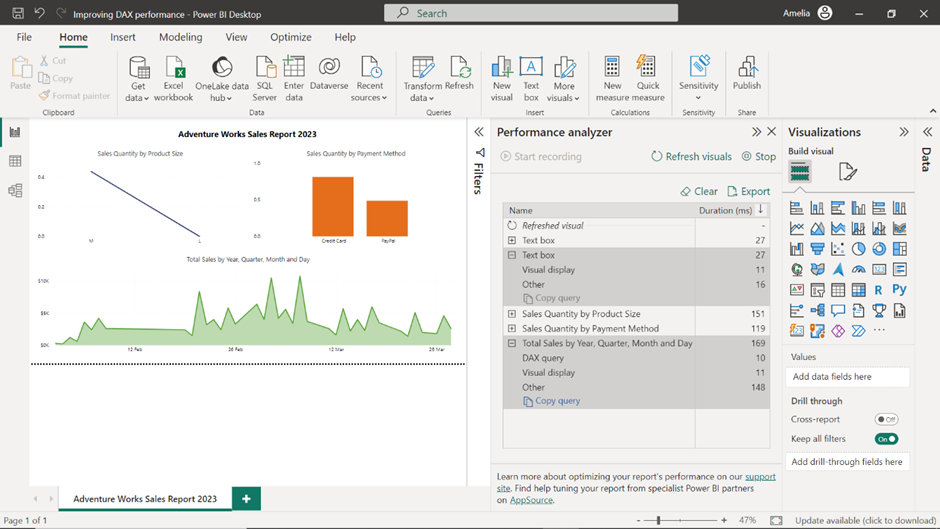 Improving DAX performance - Power BI Desktop
Search
Amelia
File Home Insert Modeling View Optimize Help
Paste
Cut
Copy
Format painter
Clipboard
Get data
Excel workbook
OneLake data hub
SQL Server
Enter data
Dataverse
Recent sources
Data
Transform data
Refresh
Queries
New visual
Text box
More visuals
Insert
New measure
Quick measure
Calculations
Sensitivity
Sensitivity
Publish
Share
Adventure Works Sales Report 2023
Sales Quantity by Product Size
0.4
0.2
0.0
M L
Sales Quantity by Payment Method
1.0
0.5
0.0
Credit Card PayPal
Total Sales by Year, Quarter, Month and Day
$10K
$5K
$0K
12 Feb 26 Feb 12 Mar 26 Mar
Filters
Performance analyzer
Start recording Refresh visuals Stop
Clear Export
Name Duration (ms)
Refreshed visual -
Text box 27
Text box 27
Visual display 11
Other 16
Copy query
Sales Quantity by Product Size 151
Sales Quantity by Payment Method 119
Total Sales by Year, Quarter, Month and Day 169
DAX query 10
Visual display 11
Other 148
Copy query
Learn more about optimizing your report's performance on our support
site. Find help tuning your report from specialist Power BI partners
on AppSource.
Visualizations
Build visual
R Py
Values
Add data fields here
Drill through
Cross-report Off
Keep all filters On
Add drill-through fields here
Data
Adventure Works Sales Report 2023
Page 1 of 1
47%
Update available (click to download)